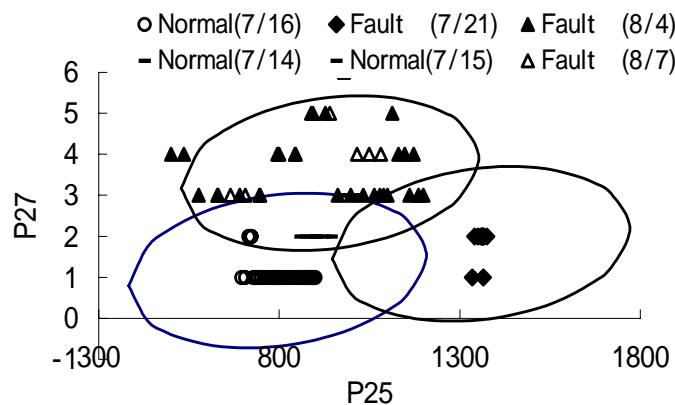 Normal(7/16) Fault (7/21) Fault (8/4)
Normal(7/14) Normal(7/15) Fault (8/7)
6
5
4
3
2
1
0
P27
-1300 800 1300 1800
P25